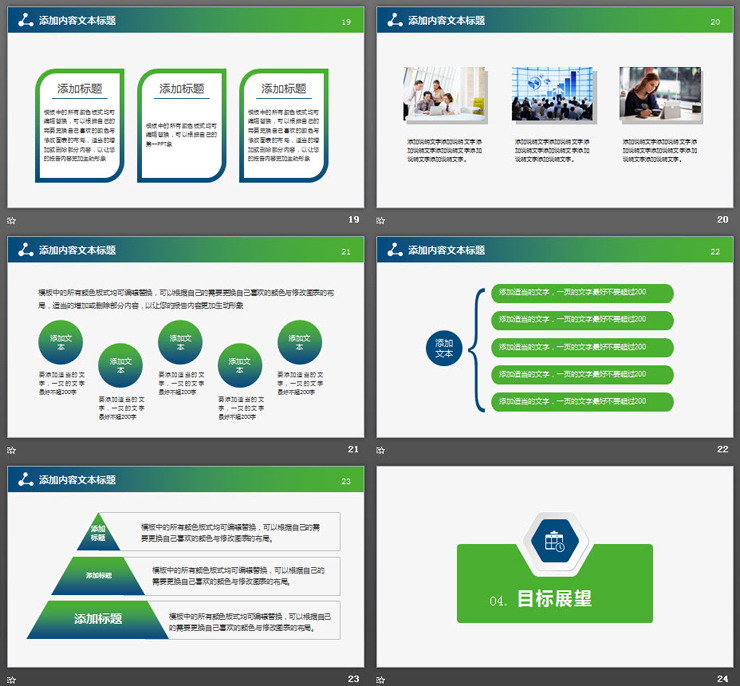 添加内容文本标题
19
添加标题
模板中的所有颜色版式均可
编辑替换，可以根据自己的
需要更换自己喜欢的颜色与
修改图表的布局，适当的增
加或删除部分内容，以让您
的报告内容更加生动形象
添加标题
模板中的所有颜色版式均可
编辑替换，可以根据自己的
第一PPT象
添加标题
模板中的所有颜色版式均可
编辑替换，可以根据自己的
需要更换自己喜欢的颜色与
修改图表的布局，适当的增
加或删除部分内容，以让您
的报告内容更加生动形象
19
添加内容文本标题
20
添加说明文字添加说明文字添
加说明文字添加说明文字添加
说明文字添加说明文字。
添加说明文字添加说明文字添
加说明文字添加说明文字添加
说明文字添加说明文字。
添加说明文字添加说明文字添
加说明文字添加说明文字添加
说明文字添加说明文字。
20
添加内容文本标题
21
模板中的所有颜色版式均可编辑替换，可以根据自己的需要更换自己喜欢的颜色与修改图表的布
局，适当的增加或删除部分内容，以让您的报告内容更加生动形象
添加文
本
要添加适当的文
字，一页的文字
最好不超200字
添加文
本
要添加适当的文
字，一页的文
字最好不超200字
添加文
本
要添加适当的文
字，一页的文字
最好不超200字
添加文
本
要添加适当的文
字，一页的文
字最好不超200字
添加文
本
要添加适当的文
字，一页的文字
最好不超200字
21
添加内容文本标题
22
添加
文本
添加适当的文字，一页的文字最好不要超过200
添加适当的文字，一页的文字最好不要超过200
添加适当的文字，一页的文字最好不要超过200
添加适当的文字，一页的文字最好不要超过200
添加适当的文字，一页的文字最好不要超过200
22
添加内容文本标题
23
添加
标题
模板中的所有颜色版式均可编辑替换，可以根据自己的需
要更换自己喜欢的颜色与修改图表的布局。
添加标题
模板中的所有颜色版式均可编辑替换，可以根据自己的
需要更换自己喜欢的颜色与修改图表的布局。
添加标题
模板中的所有颜色版式均可编辑替换，可以根据自己
的需要更换自己喜欢的颜色与修改图表的布局。
23
04. 目标展望
24